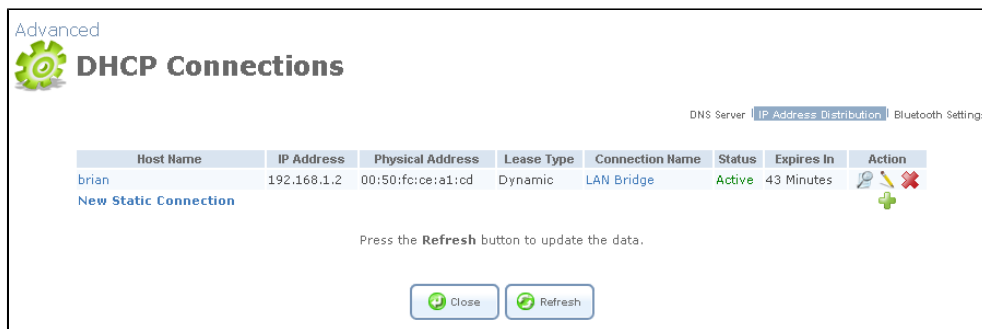 Advanced
DHCP Connections
DNS Server | IP Address Distribution | Bluetooth Setting
Host Name IP Address Physical Address Lease Type Connection Name Status Expires In Action
brian 192.168.1.2 00:50:fc:ce:a1:cd Dynamic LAN Bridge Active 43 Minutes
New Static Connection
Press the Refresh button to update the data.
Close Refresh